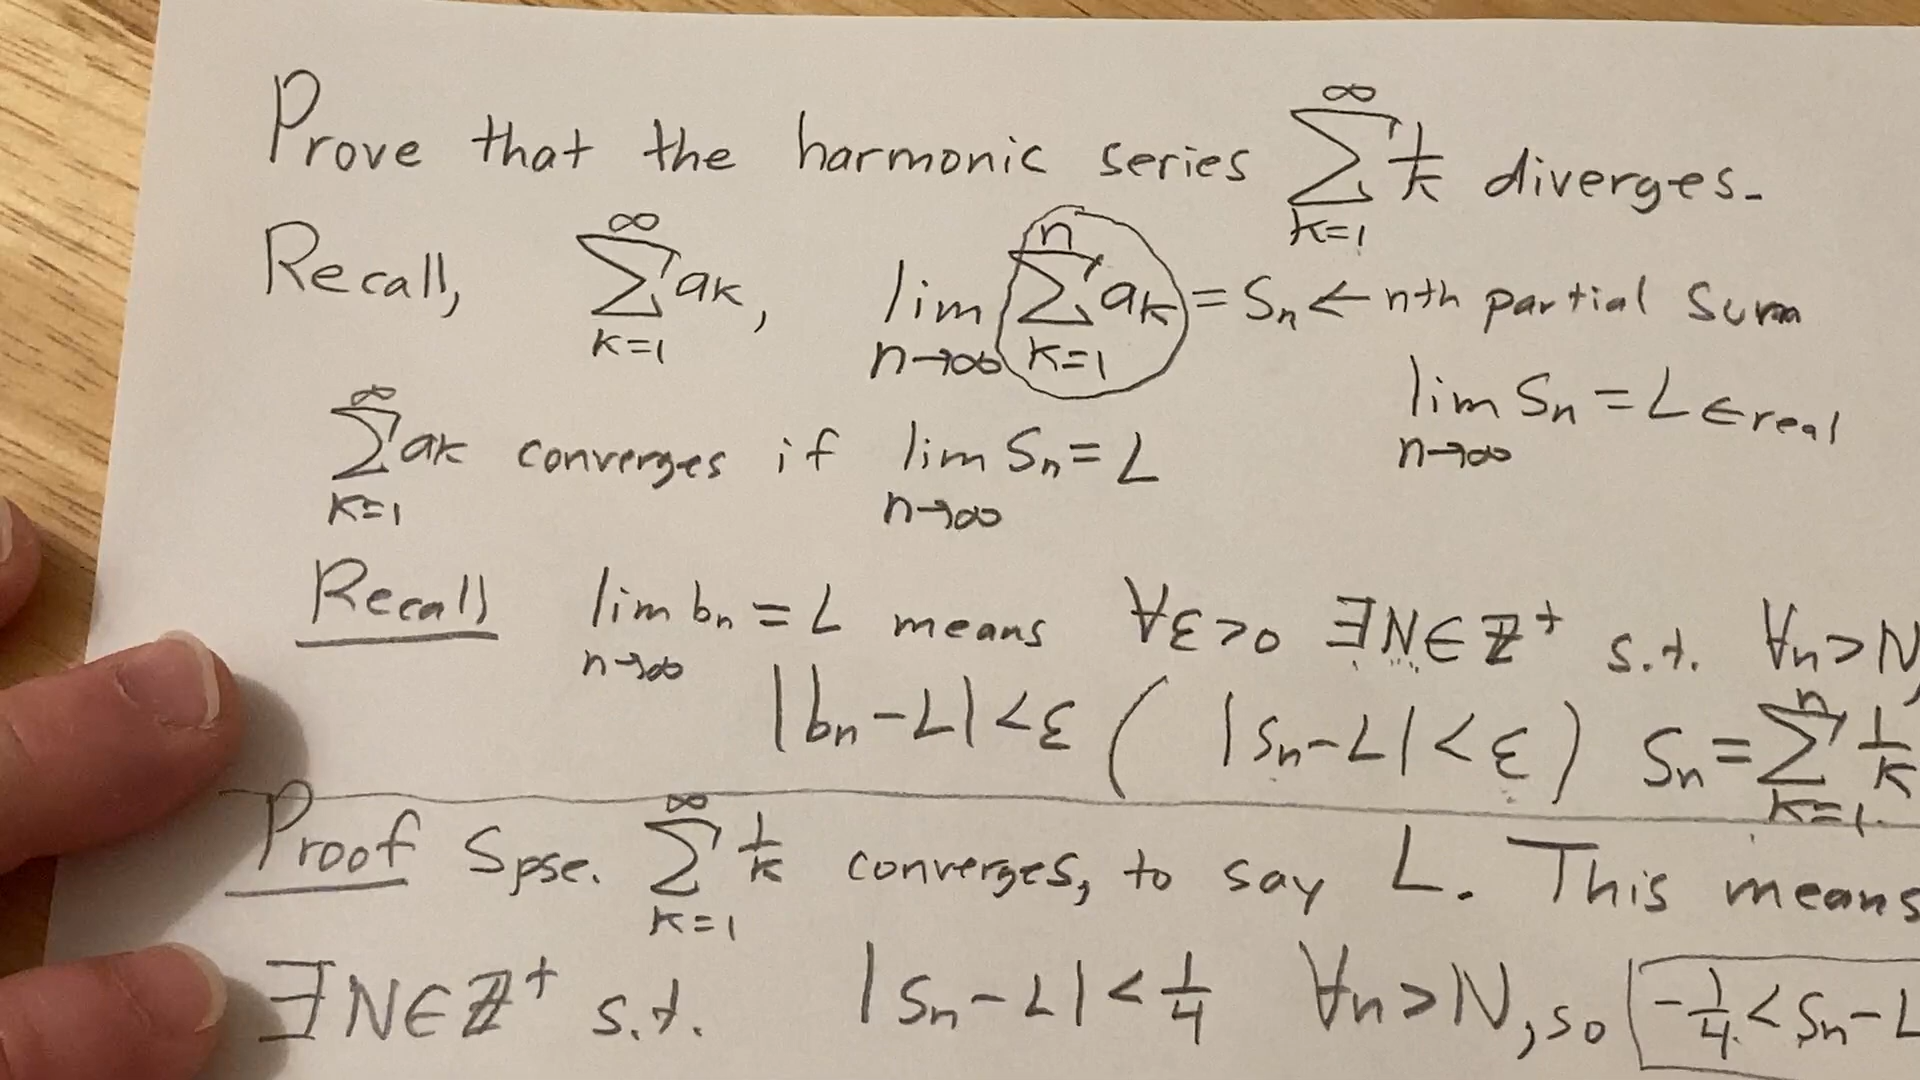 Prove that the harmonic series ∑_{k=1}^{∞} 1/k diverges.
Recall, ∑_{k=1}^{∞} a_k, lim_{n→∞} ∑_{k=1}^{n} a_k = S_n ← nth partial sum
lim_{n→∞} S_n = L ∈ real
∑_{k=1}^{∞} a_k converges if lim_{n→∞} S_n = L
Recall lim_{n→∞} b_n = L means ∀ε>0 ∃N∈ℤ⁺ s.t. ∀n>N,
|b_n - L| < ε ( |S_n - L| < ε ) S_n = ∑_{k=1}^{n} 1/k
Proof Spse. ∑_{k=1}^{∞} 1/k converges, to say L. This means
∃N∈ℤ⁺ s.t. |S_n - L| < 1/4 ∀n>N, so -1/4 < S_n - L